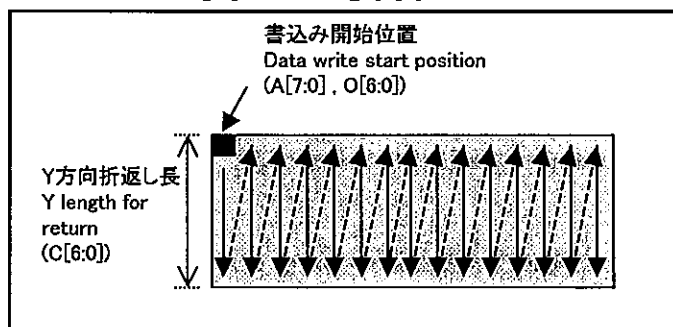 書込み開始位置
Data write start position
(A[7:0] , O[6:0])
Y方向折返し長
Y length for
return
(C[6:0])